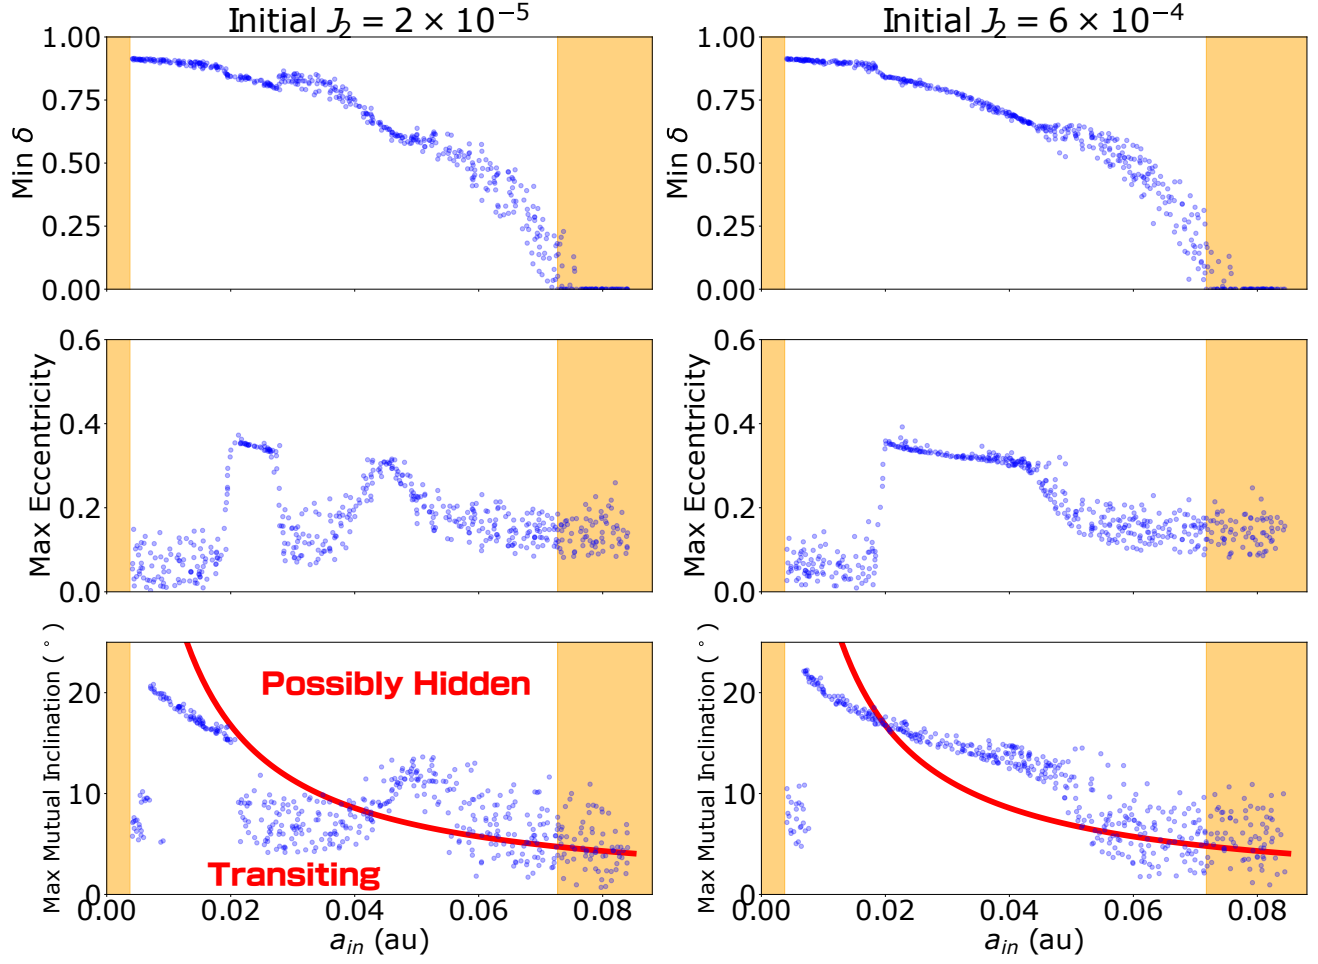 Initial J₂ = 2 × 10⁻⁵
Initial J₂ = 6 × 10⁻⁴
1.00
0.75
0.50
0.25
0.00
Min δ
1.00
0.75
0.50
0.25
0.00
Min δ
0.6
0.4
0.2
0.0
Max Eccentricity
0.6
0.4
0.2
0.0
Max Eccentricity
20
10
0
Max Mutual Inclination ( ° )
Possibly Hidden
Transiting
0.00 0.02 0.04 0.06 0.08
a_in (au)
20
10
0
Max Mutual Inclination ( ° )
0.00 0.02 0.04 0.06 0.08
a_in (au)